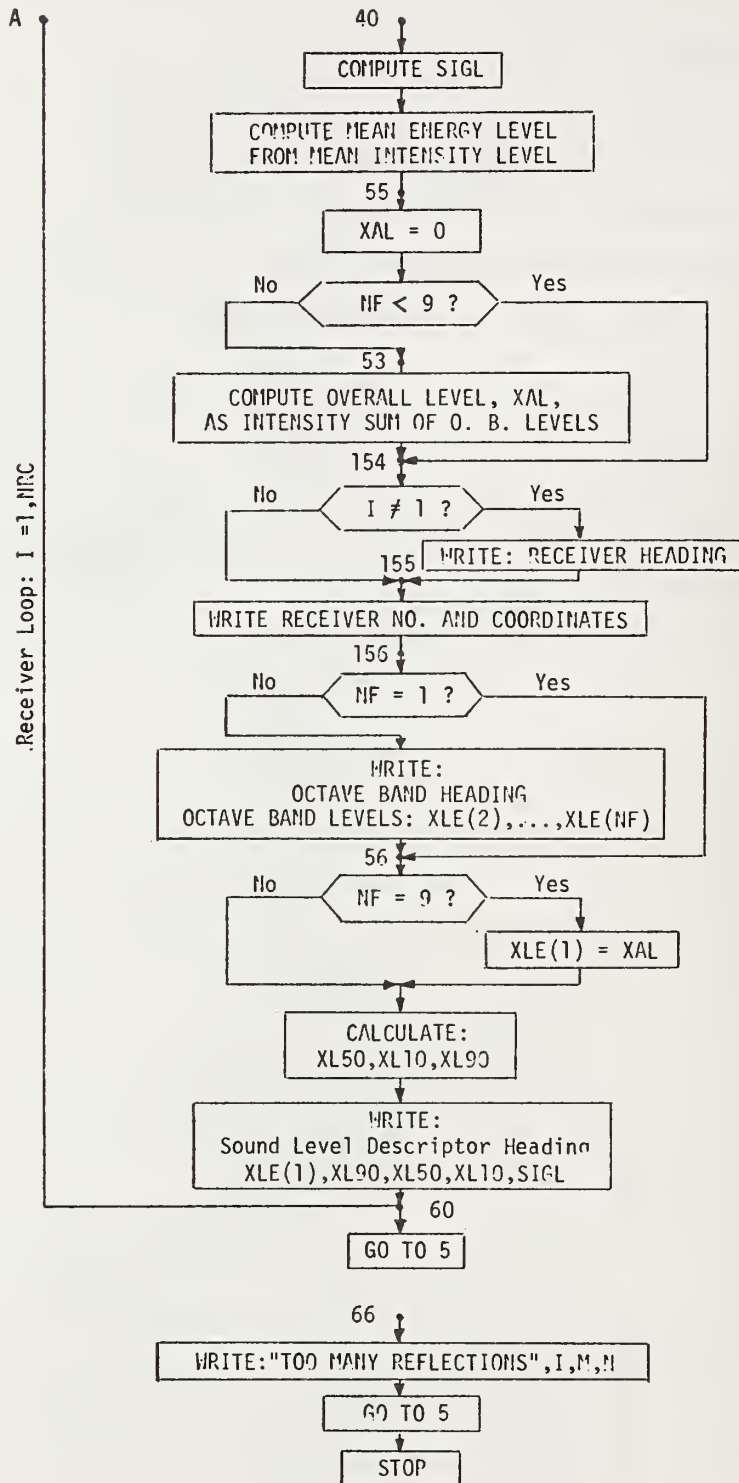 A
40
COMPUTE SIGL
COMPUTE MEAN ENERGY LEVEL
FROM MEAN INTENSITY LEVEL
55
XAL = 0
No
NF < 9 ?
Yes
53
COMPUTE OVERALL LEVEL, XAL,
AS INTENSITY SUM OF O. B. LEVELS
154
No
I ≠ 1 ?
Yes
WRITE: RECEIVER HEADING
155
WRITE RECEIVER NO. AND COORDINATES
156
No
NF = 1 ?
Yes
WRITE:
OCTAVE BAND HEADING
OCTAVE BAND LEVELS: XLE(2),...,XLE(NF)
56
No
NF = 9 ?
Yes
XLE(1) = XAL
CALCULATE:
XL50,XL10,XL90
WRITE:
Sound Level Descriptor Heading
XLE(1),XL90,XL50,XL10,SIGL
60
GO TO 5
Receiver Loop: I =1,NRC
66
WRITE:"TOO MANY REFLECTIONS",I,M,N
GO TO 5
STOP